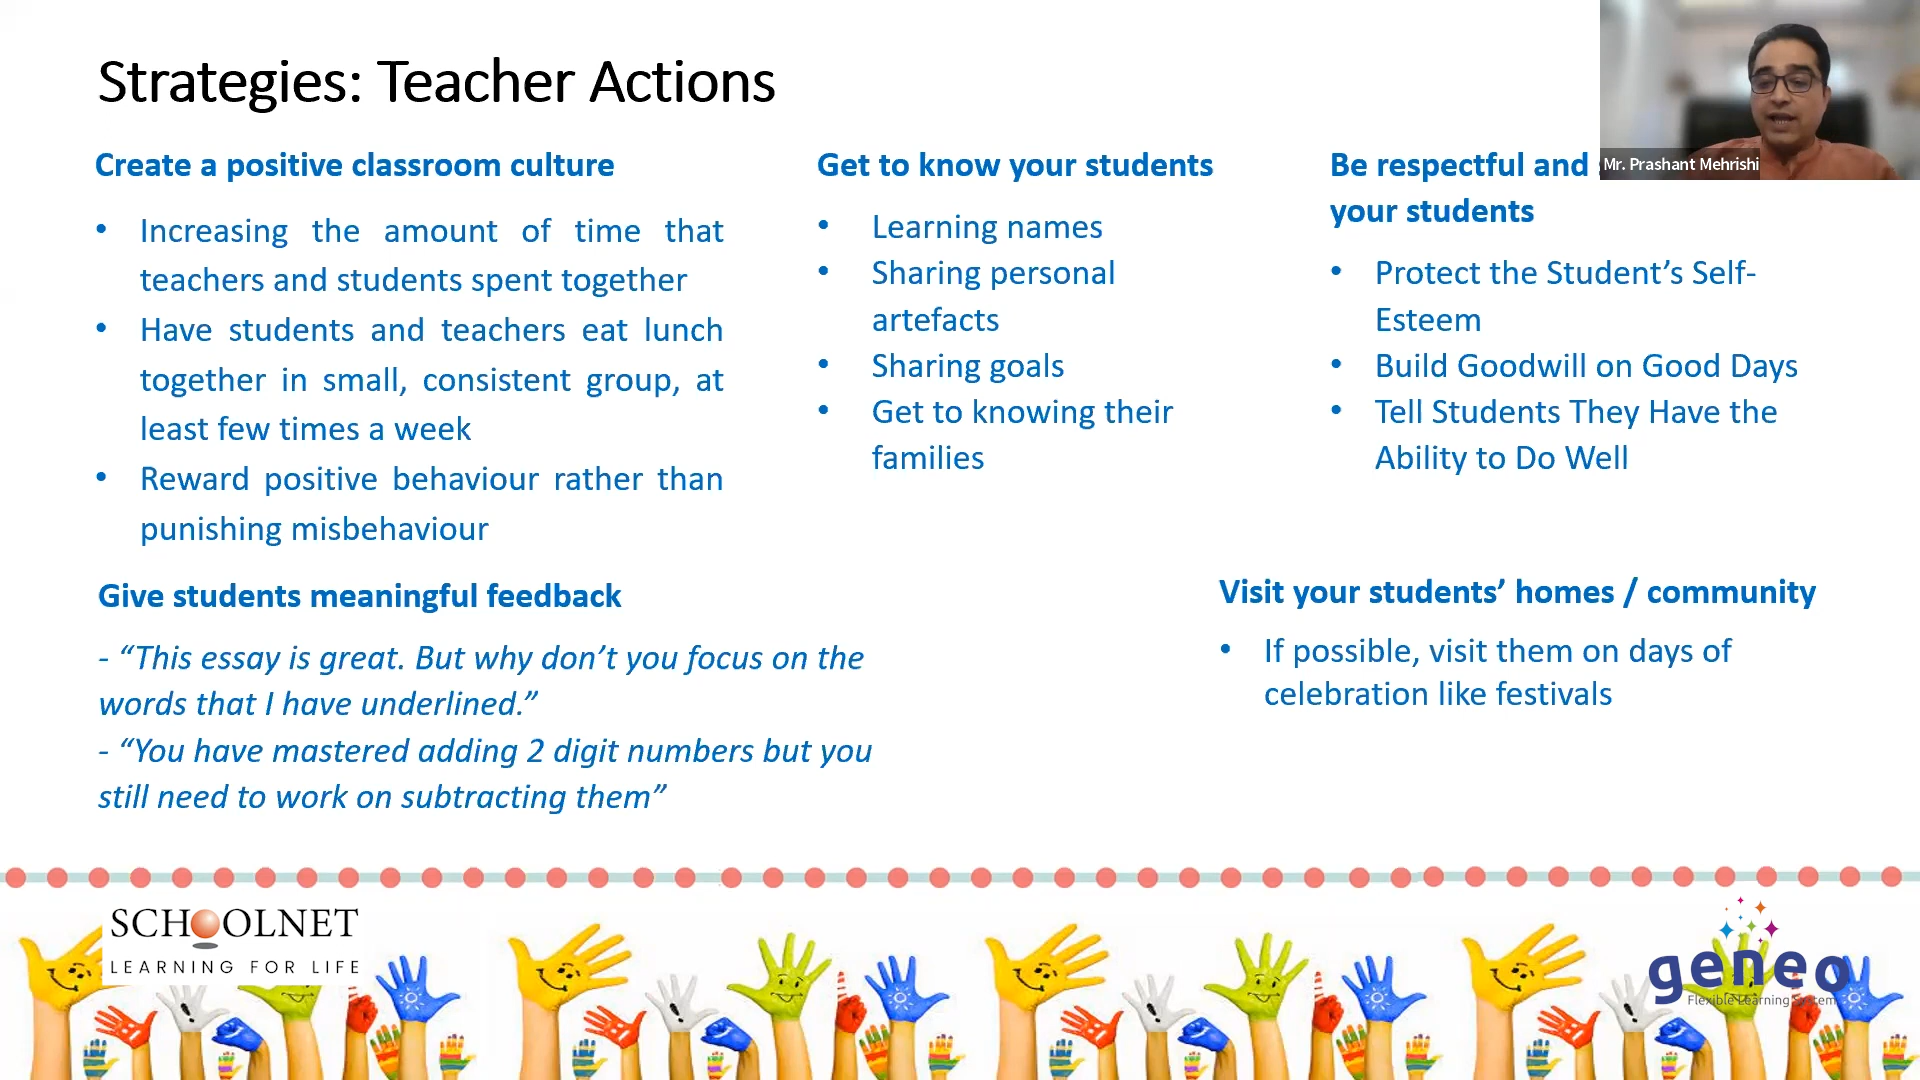 Strategies: Teacher Actions
Create a positive classroom culture
• Increasing the amount of time that
teachers and students spent together
• Have students and teachers eat lunch
together in small, consistent group, at
least few times a week
• Reward positive behaviour rather than
punishing misbehaviour
Get to know your students
• Learning names
• Sharing personal
artefacts
• Sharing goals
• Get to knowing their
families
Be respectful and
your students
• Protect the Student’s Self-
Esteem
• Build Goodwill on Good Days
• Tell Students They Have the
Ability to Do Well
Mr. Prashant Mehrishi
Give students meaningful feedback
- “This essay is great. But why don’t you focus on the
words that I have underlined.”
- “You have mastered adding 2 digit numbers but you
still need to work on subtracting them”
Visit your students’ homes / community
• If possible, visit them on days of
celebration like festivals
SCHOOLNET
LEARNING FOR LIFE
geneo
Flexible Learning System